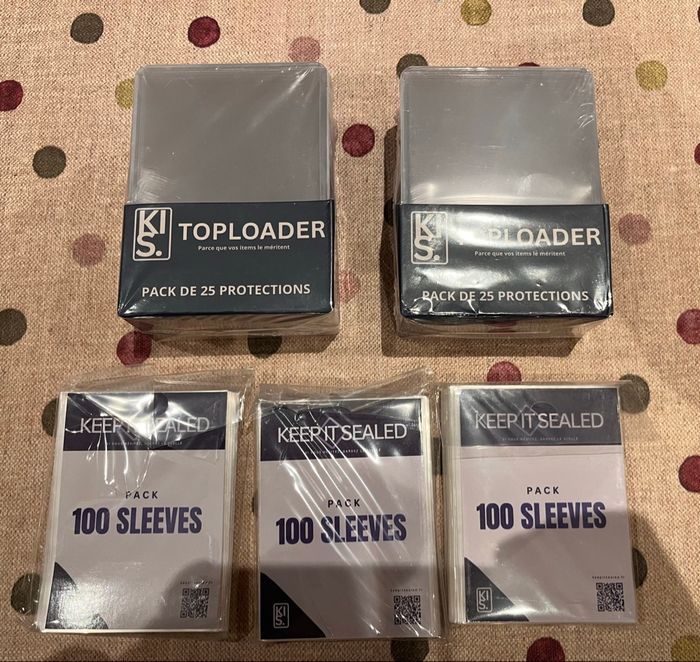 KIS.
TOPLOADER
Parce que vos items le méritent
PACK DE 25 PROTECTIONS
KIS.
TOPLOADER
Parce que vos items le méritent
PACK DE 25 PROTECTIONS
KEEP IT SEALED
PACK
100 SLEEVES
KEEP IT SEALED
PACK
100 SLEEVES
KIS.
KEEP IT SEALED
PACK
100 SLEEVES
KIS.